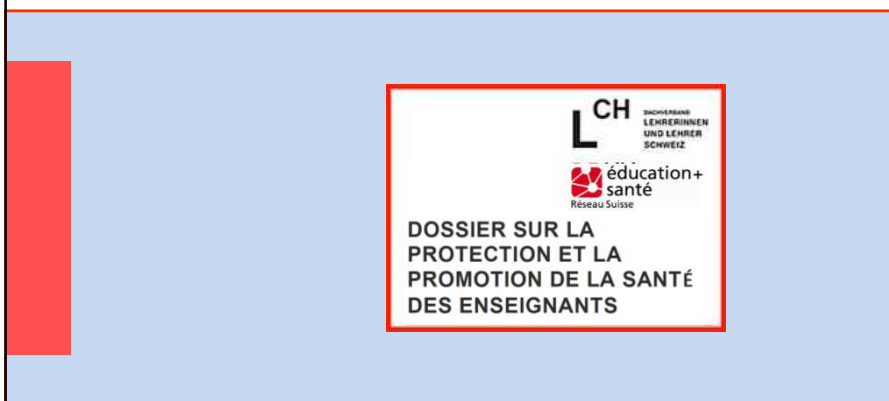 LCH
DACHVERBAND
LEHRERINNEN
UND LEHRER
SCHWEIZ
éducation+
santé
Réseau Suisse
DOSSIER SUR LA
PROTECTION ET LA
PROMOTION DE LA SANTÉ
DES ENSEIGNANTS